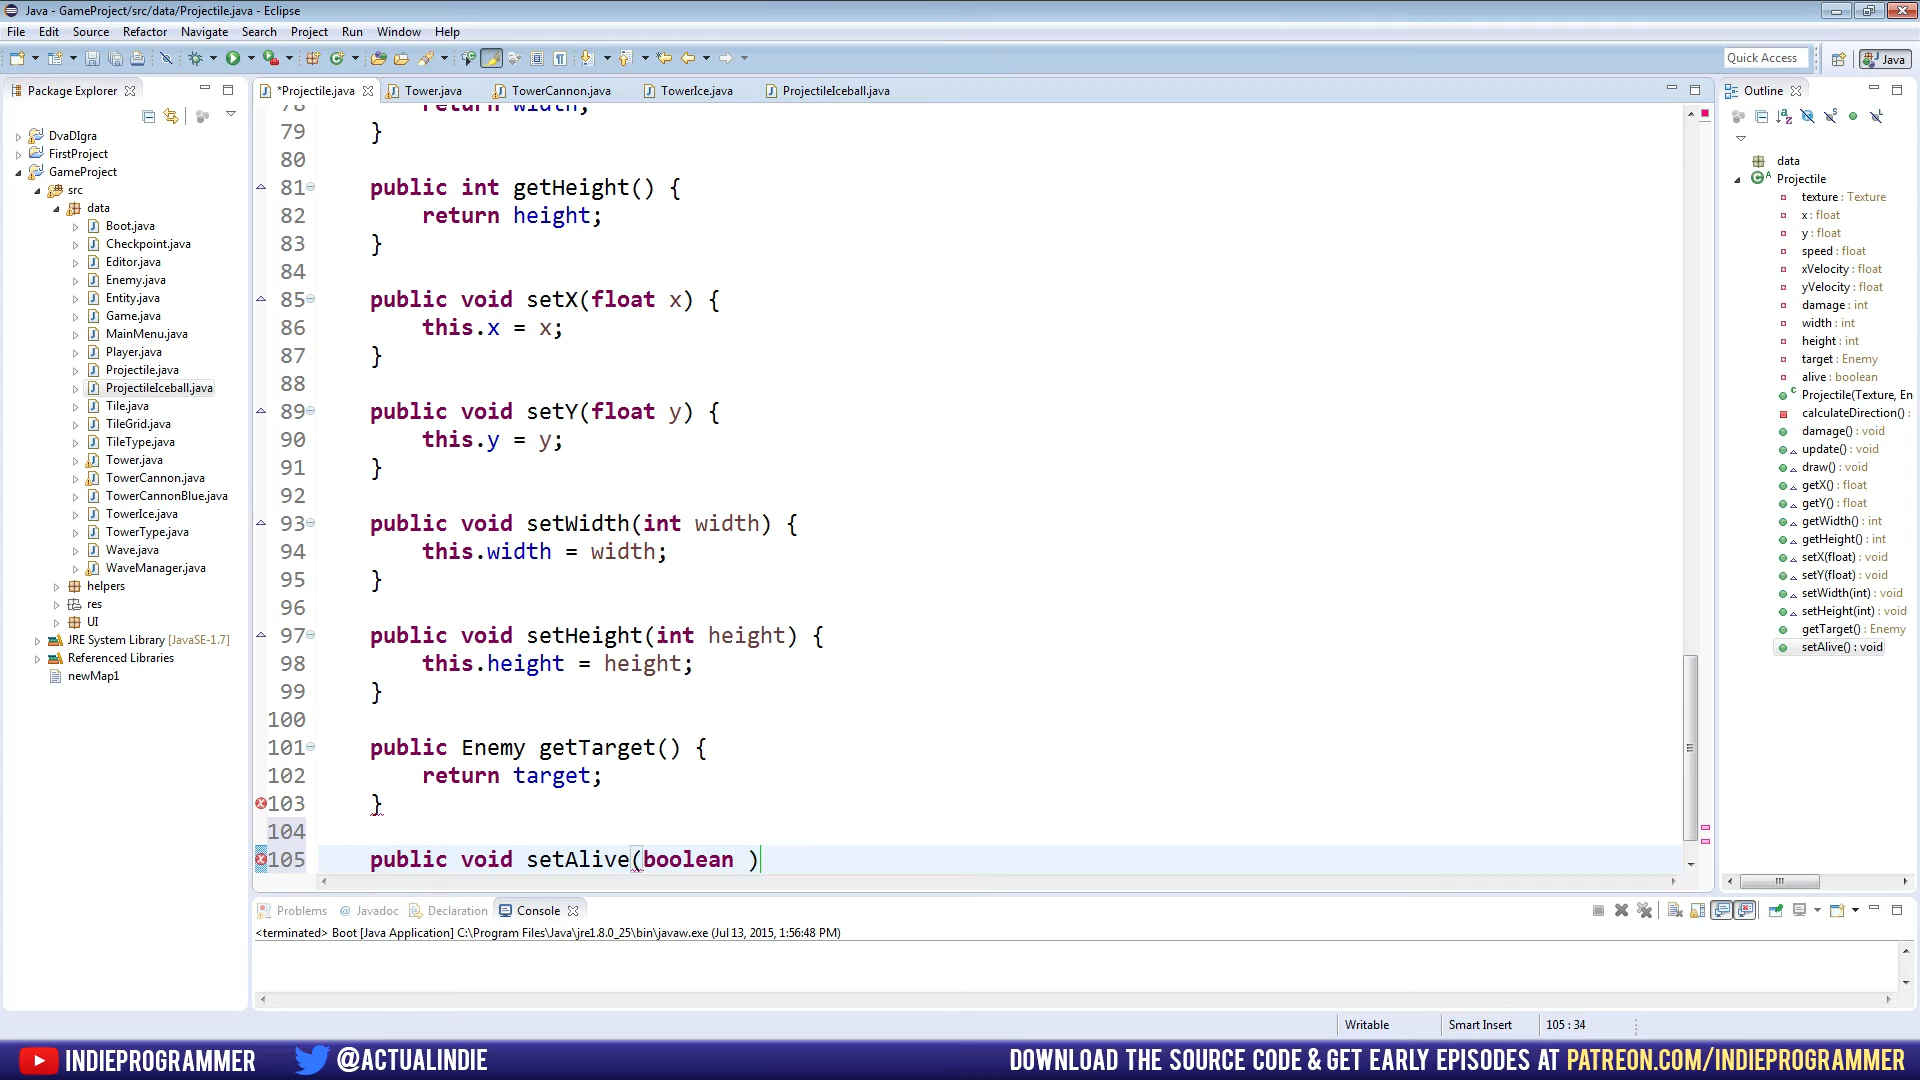 Java - GameProject/src/data/Projectile.java - Eclipse
File Edit Source Refactor Navigate Search Project Run Window Help
Quick Access
Java
Package Explorer
DvaDIgra
FirstProject
GameProject
src
data
Boot.java
Checkpoint.java
Editor.java
Enemy.java
Entity.java
Game.java
MainMenu.java
Player.java
Projectile.java
ProjectileIceball.java
Tile.java
TileGrid.java
TileType.java
Tower.java
TowerCannon.java
TowerCannonBlue.java
TowerIce.java
TowerType.java
Wave.java
WaveManager.java
helpers
res
UI
JRE System Library [JavaSE-1.7]
Referenced Libraries
newMap1
*Projectile.java Tower.java TowerCannon.java TowerIce.java ProjectileIceball.java
78 return width;
79 }
80
81 public int getHeight() {
82 return height;
83 }
84
85 public void setX(float x) {
86 this.x = x;
87 }
88
89 public void setY(float y) {
90 this.y = y;
91 }
92
93 public void setWidth(int width) {
94 this.width = width;
95 }
96
97 public void setHeight(int height) {
98 this.height = height;
99 }
100
101 public Enemy getTarget() {
102 return target;
103 }
104
105 public void setAlive(boolean )
Outline
data
Projectile
texture : Texture
x : float
y : float
speed : float
xVelocity : float
yVelocity : float
damage : int
width : int
height : int
target : Enemy
alive : boolean
Projectile(Texture, En
calculateDirection() :
damage() : void
update() : void
draw() : void
getX() : float
getY() : float
getWidth() : int
getHeight() : int
setX(float) : void
setY(float) : void
setWidth(int) : void
setHeight(int) : void
getTarget() : Enemy
setAlive() : void
Problems @ Javadoc Declaration Console
<terminated> Boot [Java Application] C:\Program Files\Java\jre1.8.0_25\bin\javaw.exe (Jul 13, 2015, 1:56:48 PM)
Writable Smart Insert 105 : 34
INDIEPROGRAMMER @ACTUALINDIE DOWNLOAD THE SOURCE CODE & GET EARLY EPISODES AT PATREON.COM/INDIEPROGRAMMER